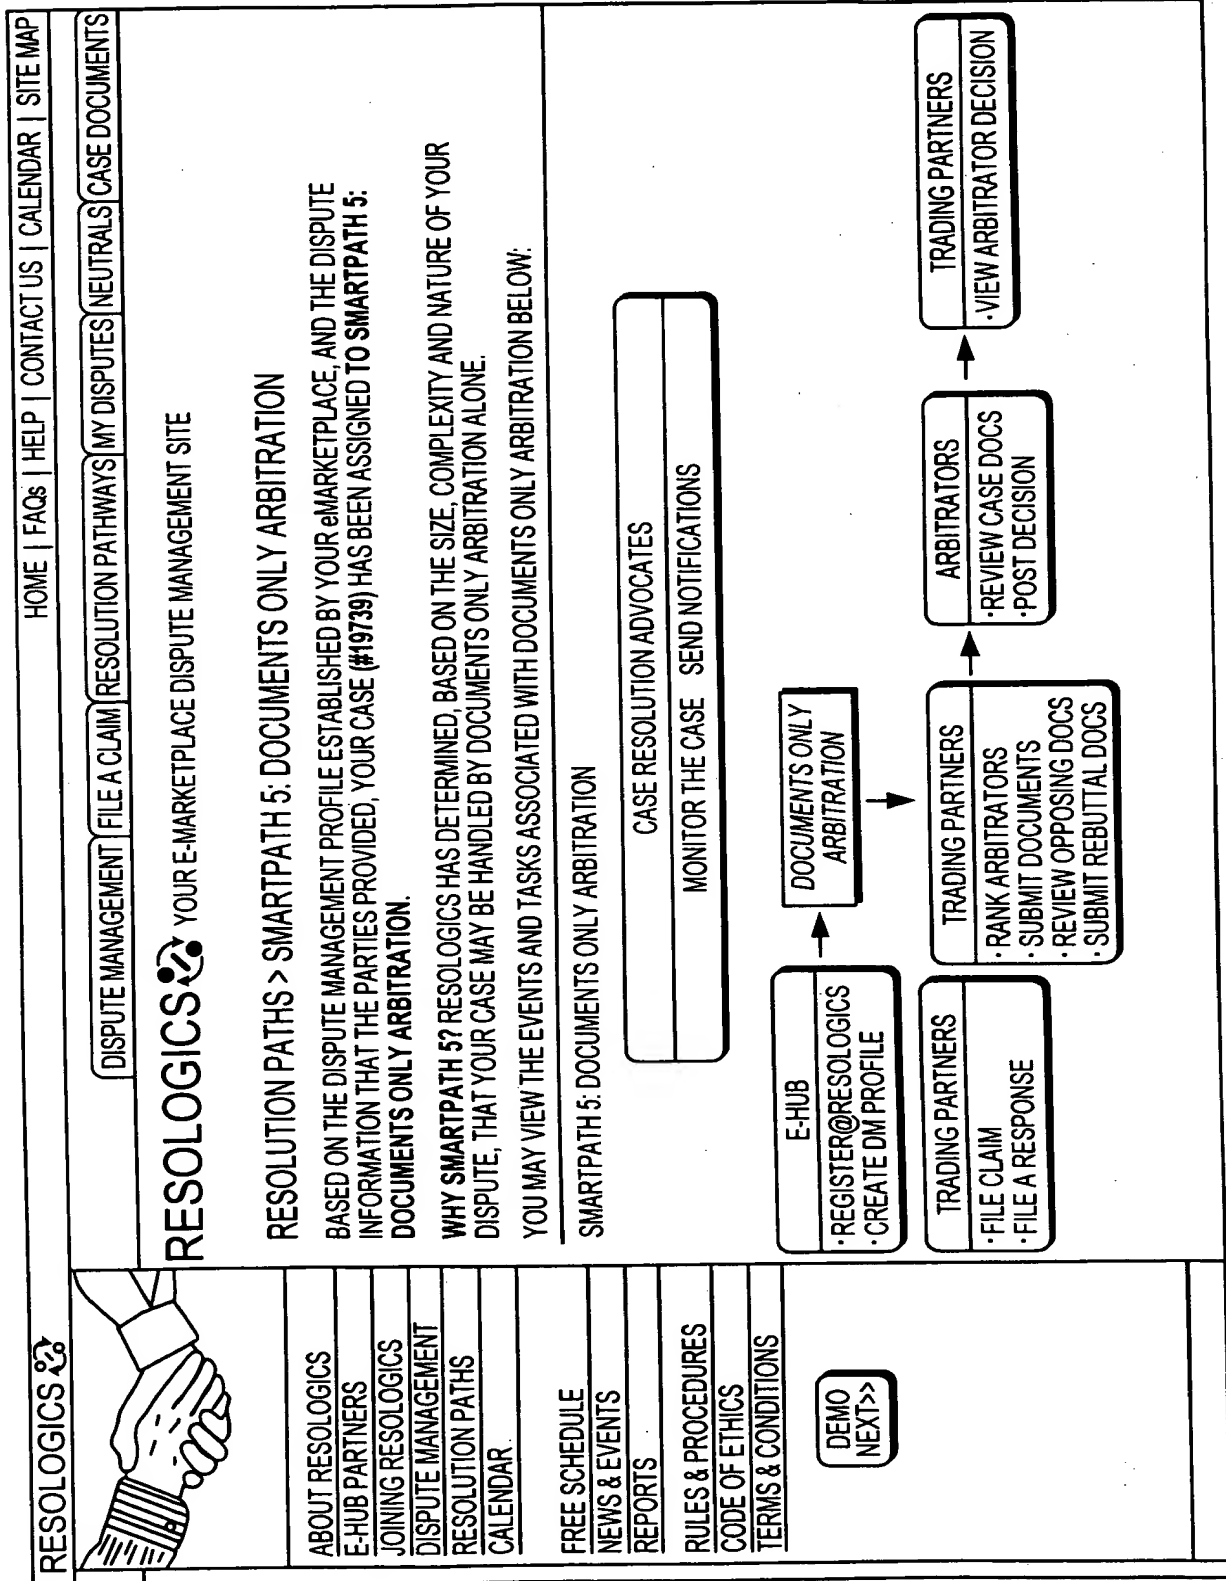 RESOLOGICS
HOME | FAQs | HELP | CONTACT US | CALENDAR | SITE MAP
DISPUTE MANAGEMENT FILE A CLAIM RESOLUTION PATHWAYS MY DISPUTES NEUTRALS CASE DOCUMENTS
ABOUT RESOLOGICS
E-HUB PARTNERS
JOINING RESOLOGICS
DISPUTE MANAGEMENT
RESOLUTION PATHS
CALENDAR
FREE SCHEDULE
NEWS & EVENTS
REPORTS
RULES & PROCEDURES
CODE OF ETHICS
TERMS & CONDITIONS
DEMO
NEXT>>
RESOLOGICS YOUR E-MARKETPLACE DISPUTE MANAGEMENT SITE
RESOLUTION PATHS > SMARTPATH 5: DOCUMENTS ONLY ARBITRATION
BASED ON THE DISPUTE MANAGEMENT PROFILE ESTABLISHED BY YOUR eMARKETPLACE, AND THE DISPUTE
INFORMATION THAT THE PARTIES PROVIDED, YOUR CASE (#19739) HAS BEEN ASSIGNED TO SMARTPATH 5:
DOCUMENTS ONLY ARBITRATION.
WHY SMARTPATH 5? RESOLOGICS HAS DETERMINED, BASED ON THE SIZE, COMPLEXITY AND NATURE OF YOUR
DISPUTE, THAT YOUR CASE MAY BE HANDLED BY DOCUMENTS ONLY ARBITRATION ALONE.
YOU MAY VIEW THE EVENTS AND TASKS ASSOCIATED WITH DOCUMENTS ONLY ARBITRATION BELOW:
SMARTPATH 5: DOCUMENTS ONLY ARBITRATION
CASE RESOLUTION ADVOCATES
MONITOR THE CASE SEND NOTIFICATIONS
E-HUB
·REGISTER@RESOLOGICS
·CREATE DM PROFILE
DOCUMENTS ONLY
ARBITRATION
TRADING PARTNERS
·FILE CLAIM
·FILE A RESPONSE
TRADING PARTNERS
·RANK ARBITRATORS
·SUBMIT DOCUMENTS
·REVIEW OPPOSING DOCS
·SUBMIT REBUTTAL DOCS
ARBITRATORS
·REVIEW CASE DOCS
·POST DECISION
TRADING PARTNERS
·VIEW ARBITRATOR DECISION